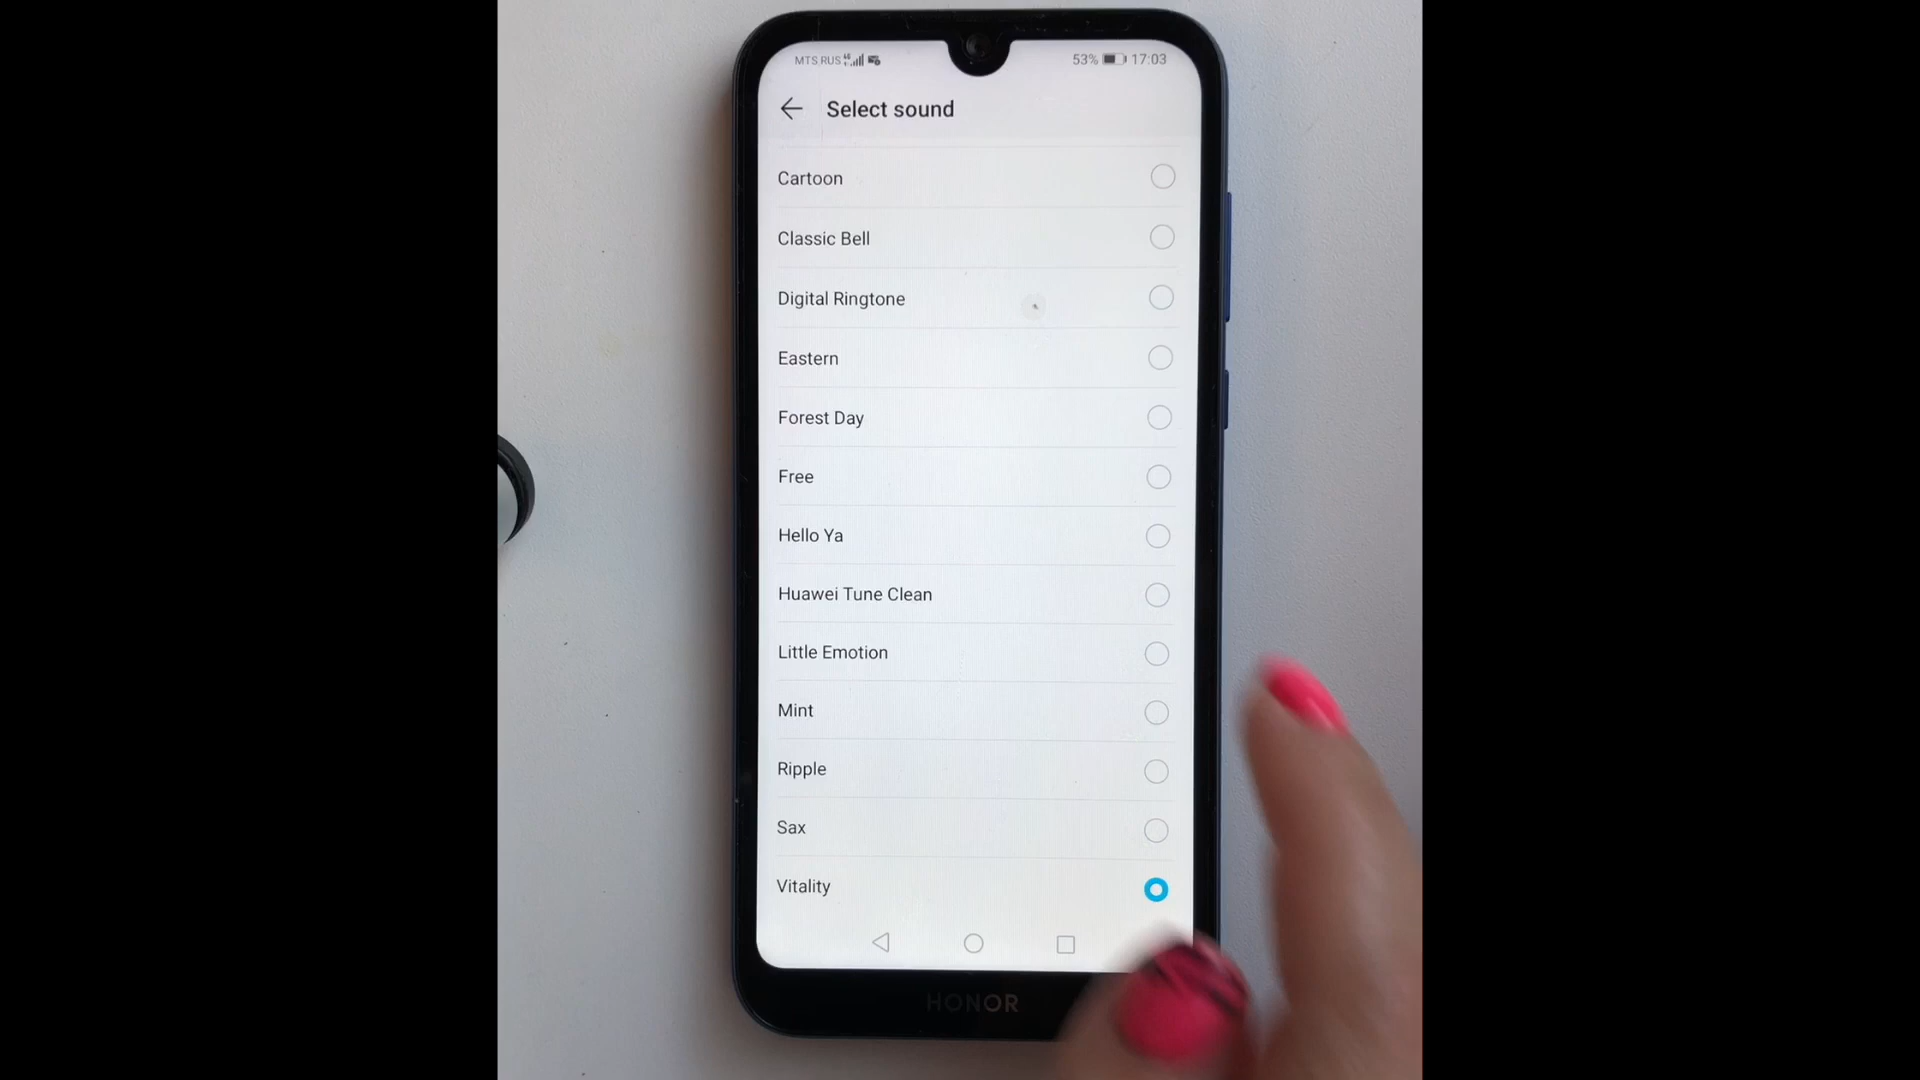 MTS RUS 53% 17:03
Select sound
Cartoon
Classic Bell
Digital Ringtone
Eastern
Forest Day
Free
Hello Ya
Huawei Tune Clean
Little Emotion
Mint
Ripple
Sax
Vitality
HONOR